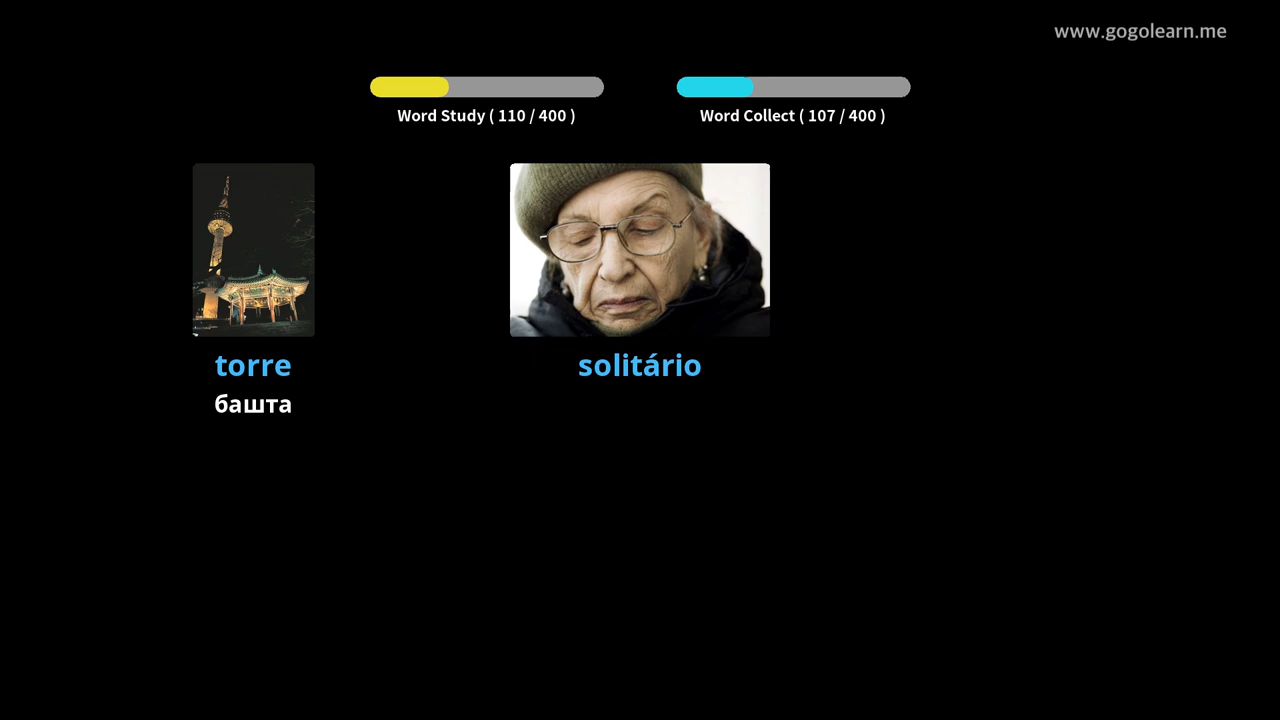 www.gogolearn.me
Word Study ( 110 / 400 )
Word Collect ( 107 / 400 )
torre
solitário
башта